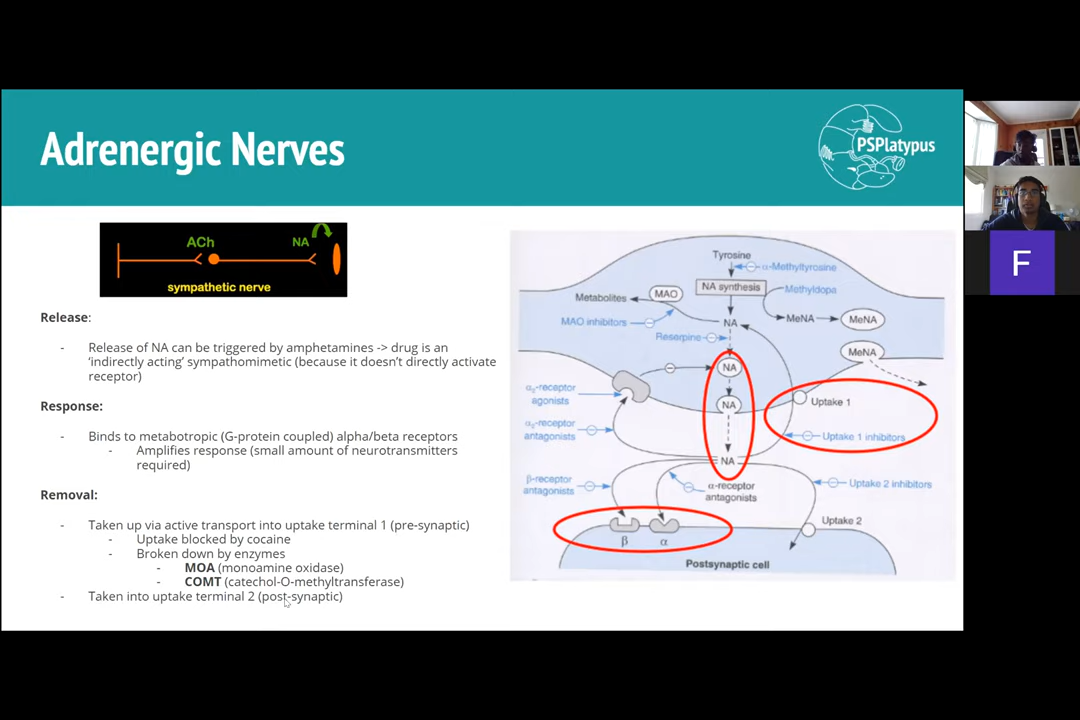 Adrenergic Nerves
PSPlatypus
F
ACh
NA
sympathetic nerve
Release:
- Release of NA can be triggered by amphetamines -> drug is an
‘indirectly acting’ sympathomimetic (because it doesn’t directly activate
receptor)
Response:
- Binds to metabotropic (G-protein coupled) alpha/beta receptors
- Amplifies response (small amount of neurotransmitters
required)
Removal:
- Taken up via active transport into uptake terminal 1 (pre-synaptic)
- Uptake blocked by cocaine
- Broken down by enzymes
- MOA (monoamine oxidase)
- COMT (catechol-O-methyltransferase)
- Taken into uptake terminal 2 (post-synaptic)
Tyrosine
α-Methyltyrosine
NA synthesis
Methyldopa
Metabolites
MAO
MAO inhibitors
NA
MeNA
MeNA
Reserpine
MeNA
NA
α₂-receptor
agonists
NA
Uptake 1
α₂-receptor
antagonists
Uptake 1 inhibitors
NA
β-receptor
antagonists
α-receptor
antagonists
Uptake 2 inhibitors
Uptake 2
β
α
Postsynaptic cell